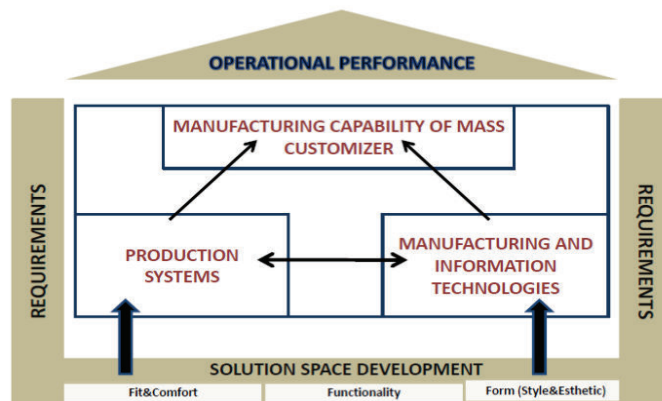 OPERATIONAL PERFORMANCE
MANUFACTURING CAPABILITY OF MASS
CUSTOMIZER
REQUIREMENTS
REQUIREMENTS
PRODUCTION
SYSTEMS
MANUFACTURING AND
INFORMATION
TECHNOLOGIES
SOLUTION SPACE DEVELOPMENT
Fit&Comfort
Functionality
Form (Style&Esthetic)